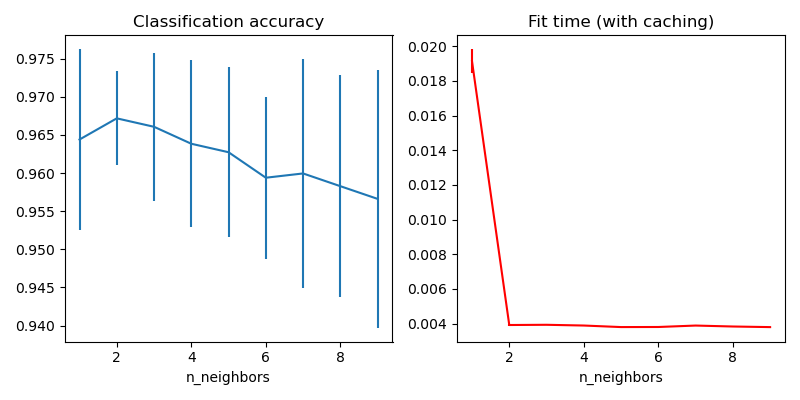 Classification accuracy
0.975
0.970
0.965
0.960
0.955
0.950
0.945
0.940
2 4 6 8
n_neighbors
Fit time (with caching)
0.020
0.018
0.016
0.014
0.012
0.010
0.008
0.006
0.004
2 4 6 8
n_neighbors